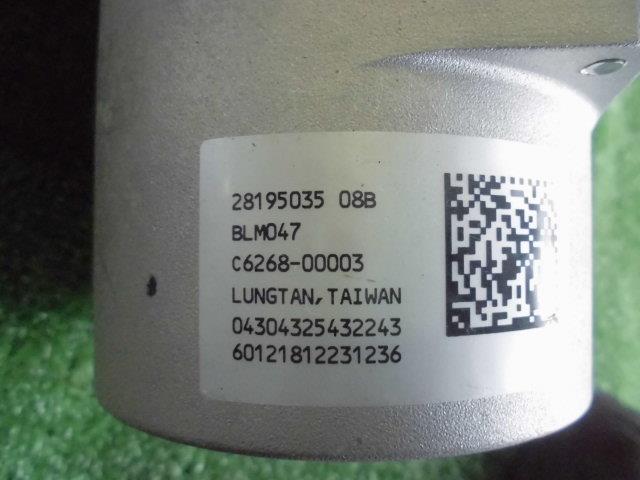 28195035 08B
BLM047
C6268-00003
LUNGTAN, TAIWAN
04304325432243
60121812231236